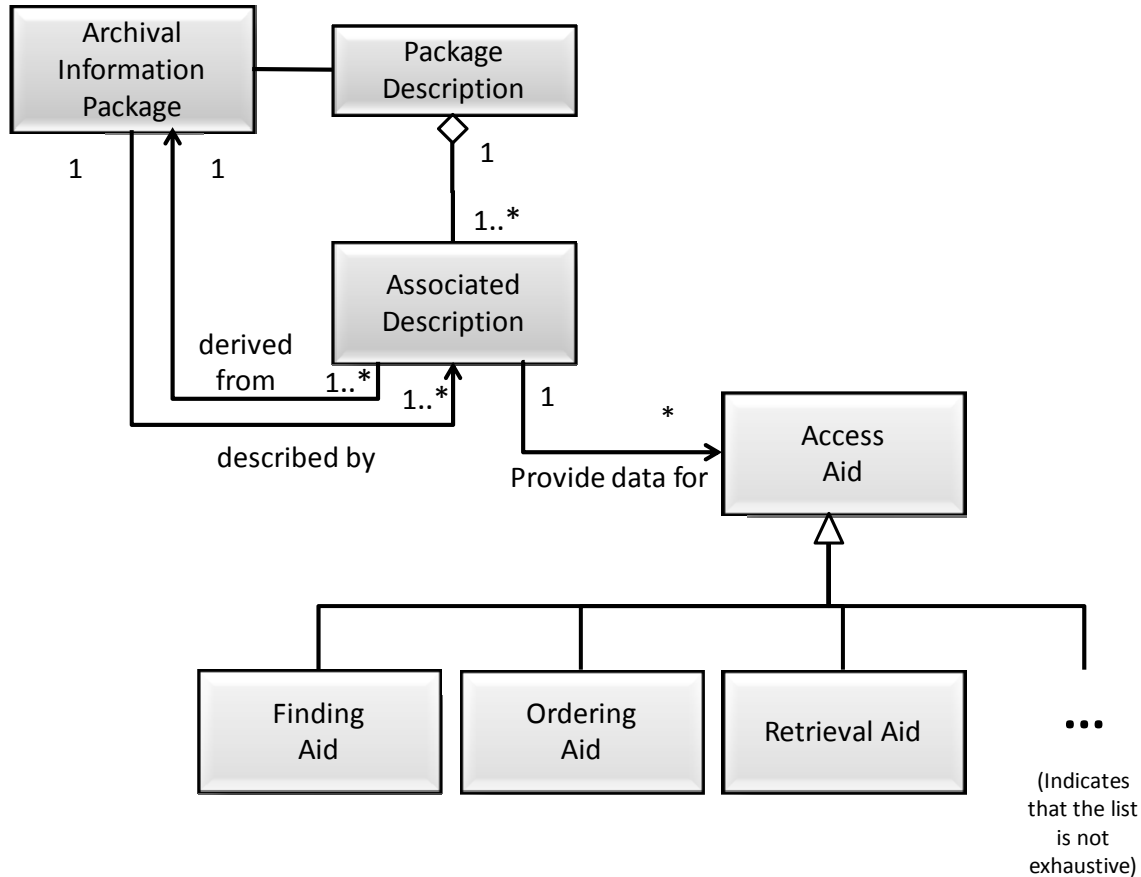 Archival
Information
Package
Package
Description
1
1
1
1..*
Associated
Description
derived
from
1..*
1..*
1
*
described by
Provide data for
Access
Aid
Finding
Aid
Ordering
Aid
Retrieval Aid
...
(Indicates
that the list
is not
exhaustive)